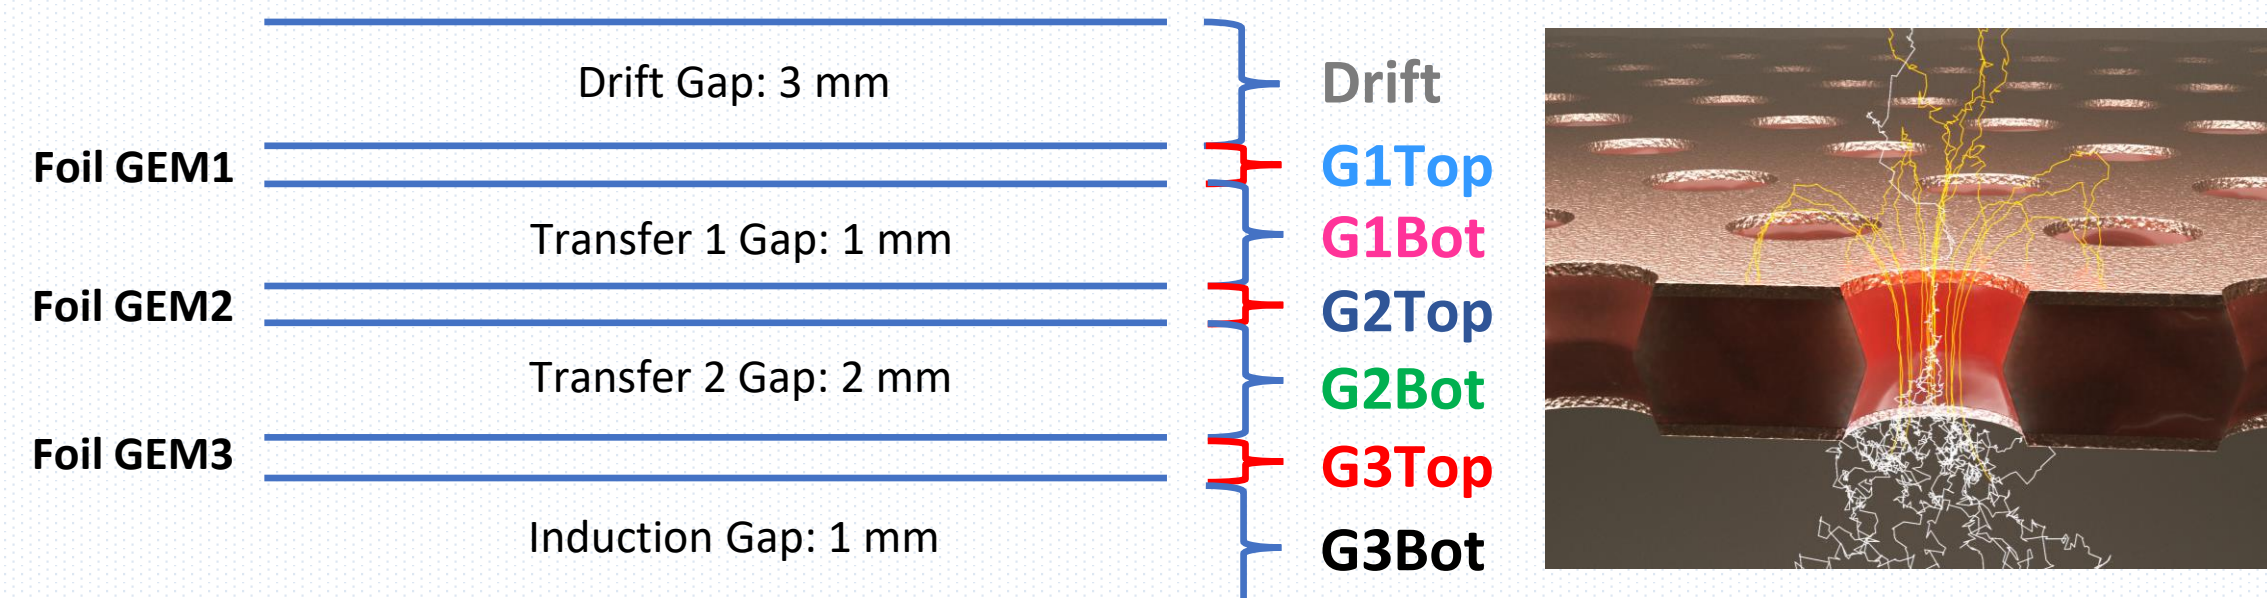 Drift Gap: 3 mm
Drift
Foil GEM1
G1Top
Transfer 1 Gap: 1 mm
G1Bot
Foil GEM2
G2Top
Transfer 2 Gap: 2 mm
G2Bot
Foil GEM3
G3Top
Induction Gap: 1 mm
G3Bot